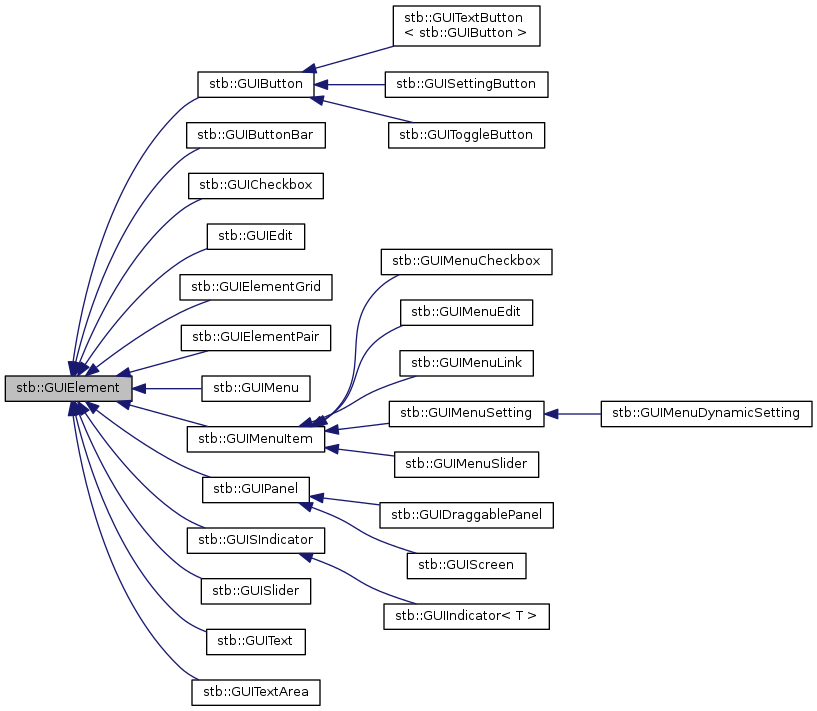 stb::GUITextButton
< stb::GUIButton >
stb::GUIButton
stb::GUISettingButton
stb::GUIToggleButton
stb::GUIButtonBar
stb::GUICheckbox
stb::GUIEdit
stb::GUIMenuCheckbox
stb::GUIElementGrid
stb::GUIMenuEdit
stb::GUIElementPair
stb::GUIMenuLink
stb::GUIElement
stb::GUIMenu
stb::GUIMenuSetting
stb::GUIMenuDynamicSetting
stb::GUIMenuItem
stb::GUIMenuSlider
stb::GUIPanel
stb::GUIDraggablePanel
stb::GUISIndicator
stb::GUIScreen
stb::GUISlider
stb::GUIIndicator< T >
stb::GUIText
stb::GUITextArea